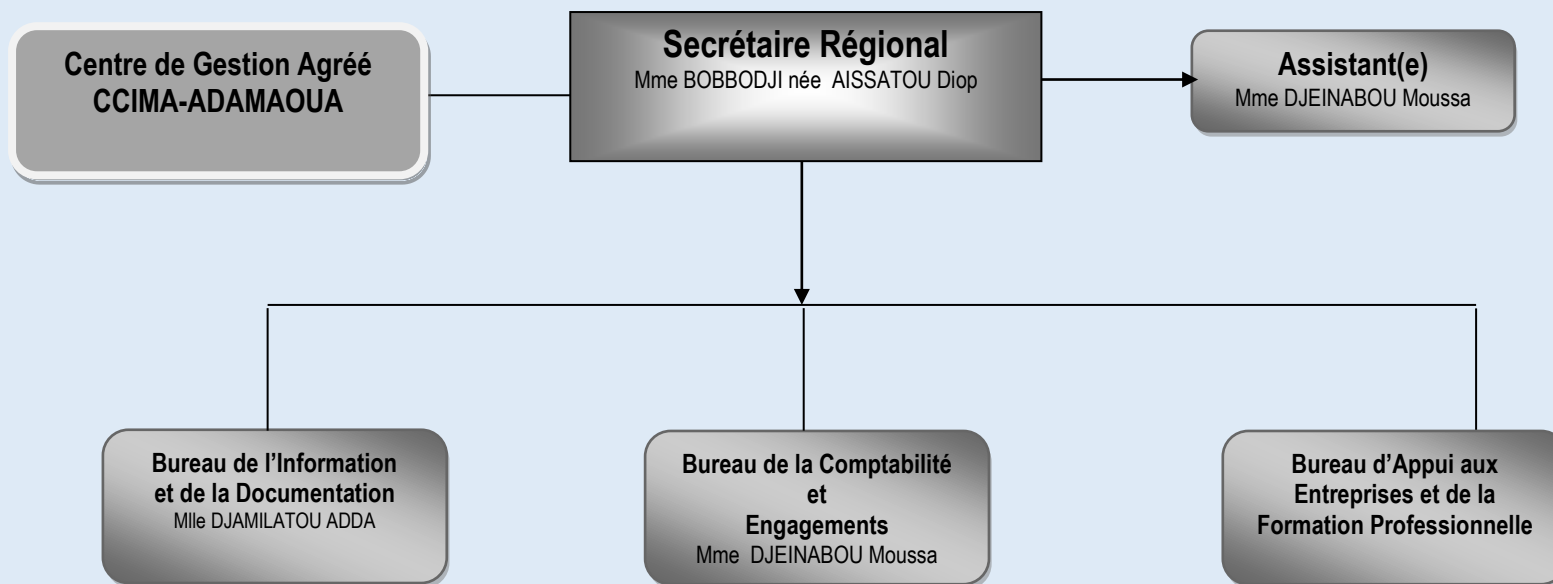 Centre de Gestion Agréé
CCIMA-ADAMAOUA
Secrétaire Régional
Mme BOBBODJI née AISSATOU Diop
Assistant(e)
Mme DJEINABOU Moussa
Bureau de l’Information
et de la Documentation
Mlle DJAMILATOU ADDA
Bureau de la Comptabilité
et
Engagements
Mme DJEINABOU Moussa
Bureau d’Appui aux
Entreprises et de la
Formation Professionnelle